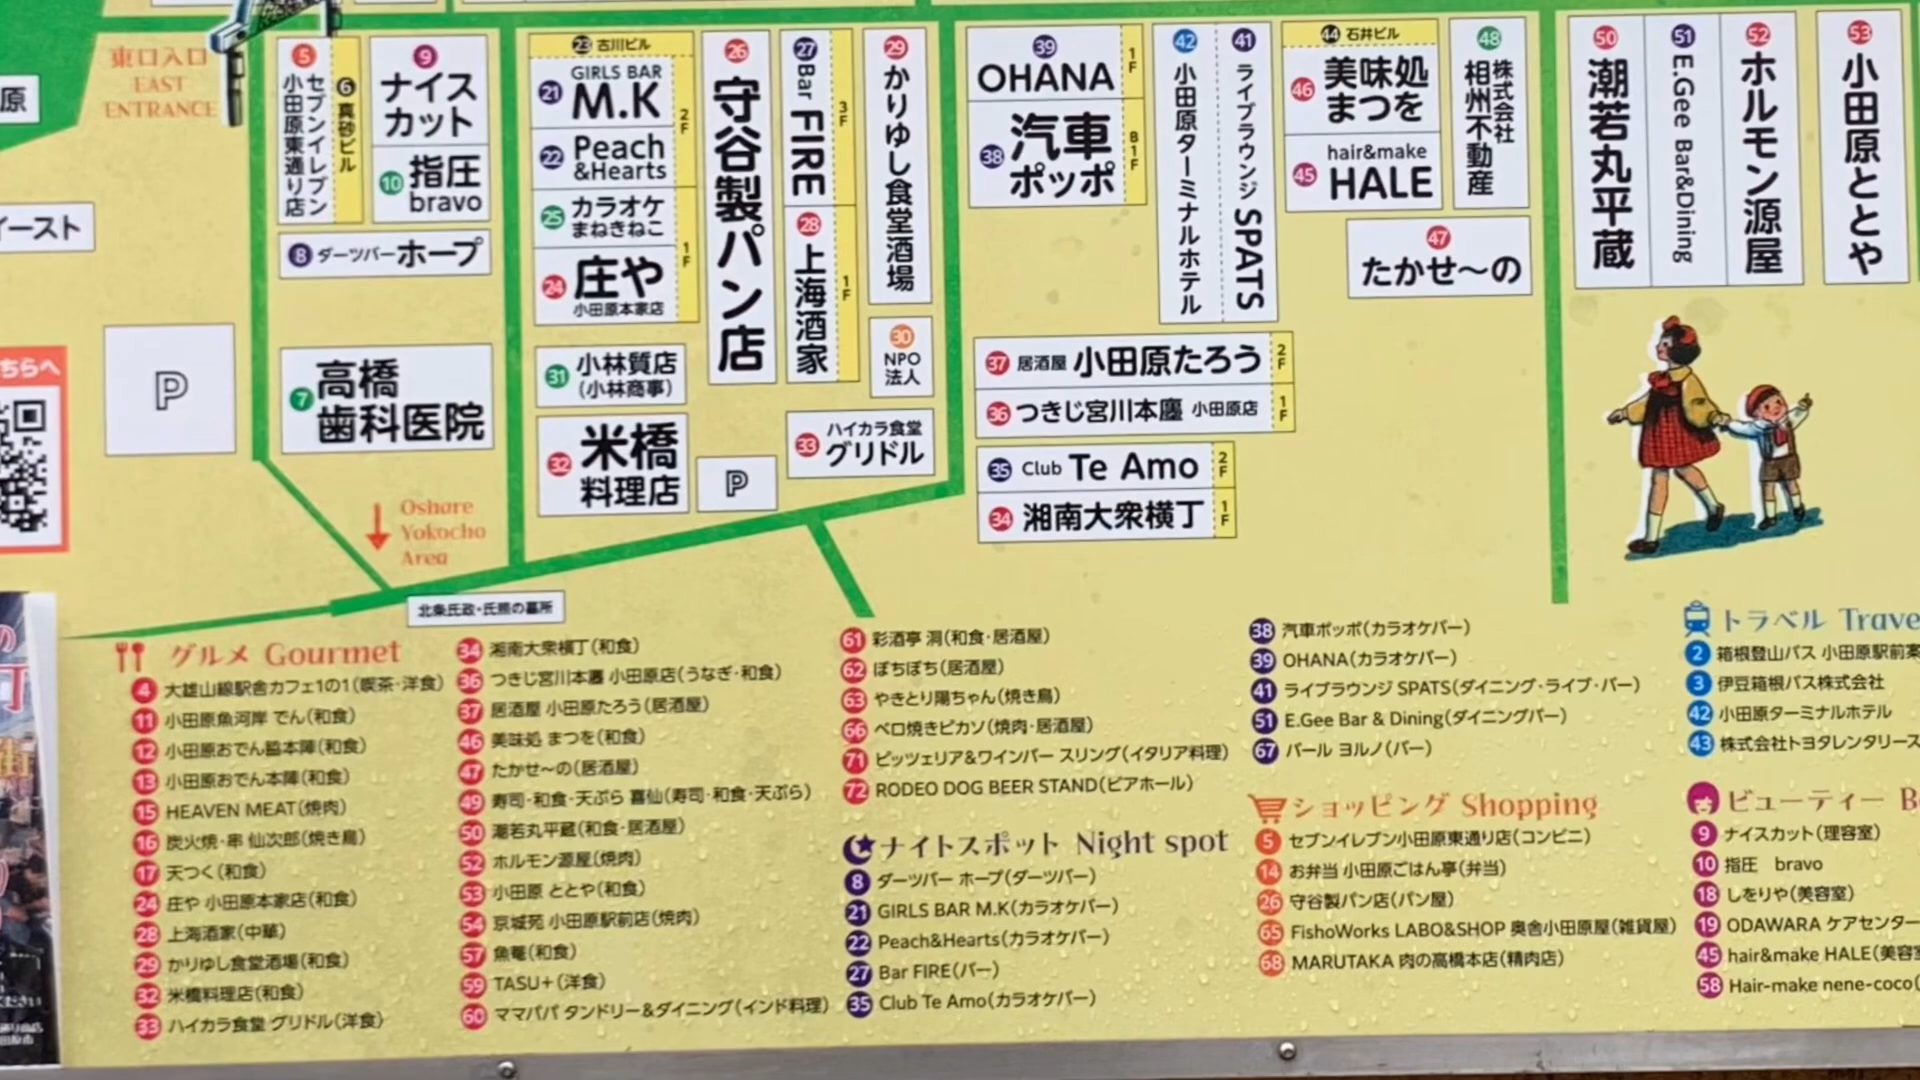 東口入口
EAST
ENTRANCE
原
イースト
ちらへ
5
セブンイレブン
小田原東通り店
6
真砂ビル
9
ナイス
カット
10 指圧
bravo
8 ダーツバー ホープ
P
7 高橋
歯科医院
Oshare
Yokocho
Area
23 古川ビル
21 GIRLS BAR
M.K
22 Peach
&Hearts
2F
25 カラオケ
まねきねこ
24 庄や
小田原本家店
1F
31 小林質店
(小林商事)
32 米橋
料理店
P
26
守谷製パン店
27
Bar FIRE
3F
28
上海酒家
1F
29
かりゆし食堂酒場
30
NPO
法人
33 ハイカラ食堂
グリドル
北条氏政・氏照の墓所
39
OHANA
1F
38 汽車
ポッポ
B1F
42
小田原ターミナルホテル
41
ライブラウンジ SPATS
44 石井ビル
46 美味処
まつを
45 hair&make
HALE
48
株式会社
相州不動産
47
たかせ〜の
37 居酒屋 小田原たろう 2F
36 つきじ宮川本廛 小田原店 1F
35 Club Te Amo 2F
34 湘南大衆横丁 1F
50
潮若丸平蔵
51
E.Gee Bar&Dining
52
ホルモン源屋
53
小田原ととや
グルメ Gourmet
4 大雄山線駅舎カフェ1の1(喫茶・洋食)
11 小田原魚河岸 でん(和食)
12 小田原おでん脇本陣(和食)
13 小田原おでん本陣(和食)
15 HEAVEN MEAT(焼肉)
16 炭火焼・串 仙次郎(焼き鳥)
17 天つく(和食)
24 庄や 小田原本家店(和食)
28 上海酒家(中華)
29 かりゆし食堂酒場(和食)
32 米橋料理店(和食)
33 ハイカラ食堂 グリドル(洋食)
34 湘南大衆横丁(和食)
36 つきじ宮川本廛 小田原店(うなぎ・和食)
37 居酒屋 小田原たろう(居酒屋)
46 美味処 まつを(和食)
47 たかせ〜の(居酒屋)
49 寿司・和食・天ぷら 喜仙(寿司・和食・天ぷら)
50 潮若丸平蔵(和食・居酒屋)
52 ホルモン源屋(焼肉)
53 小田原 ととや(和食)
54 京城苑 小田原駅前店(焼肉)
57 魚菴(和食)
59 TASU+(洋食)
60 ママパパ タンドリー&ダイニング(インド料理)
61 彩酒亭 洞(和食・居酒屋)
62 ぽちぽち(居酒屋)
63 やきとり陽ちゃん(焼き鳥)
66 ベロ焼きピカソ(焼肉・居酒屋)
71 ピッツェリア&ワインバー スリング(イタリア料理)
72 RODEO DOG BEER STAND(ビアホール)
ナイトスポット Night spot
8 ダーツバー ホープ(ダーツバー)
21 GIRLS BAR M.K(カラオケバー)
22 Peach&Hearts(カラオケバー)
27 Bar FIRE(バー)
35 Club Te Amo(カラオケバー)
38 汽車ポッポ(カラオケバー)
39 OHANA(カラオケバー)
41 ライブラウンジ SPATS(ダイニング・ライブ・バー)
51 E.Gee Bar & Dining(ダイニングバー)
67 バール ヨルノ(バー)
ショッピング Shopping
5 セブンイレブン小田原東通り店(コンビニ)
14 お弁当 小田原ごはん亭(弁当)
26 守谷製パン店(パン屋)
65 FishoWorks LABO&SHOP 奥舎小田原屋(雑貨屋)
68 MARUTAKA 肉の高橋本店(精肉店)
トラベル Trave
2 箱根登山バス 小田原駅前案
3 伊豆箱根バス株式会社
42 小田原ターミナルホテル
43 株式会社トヨタレンタリース
ビューティー B
9 ナイスカット(理容室)
10 指圧 bravo
18 しをりや(美容室)
19 ODAWARA ケアセンター
45 hair&make HALE(美容室
58 Hair-make nene-coco(